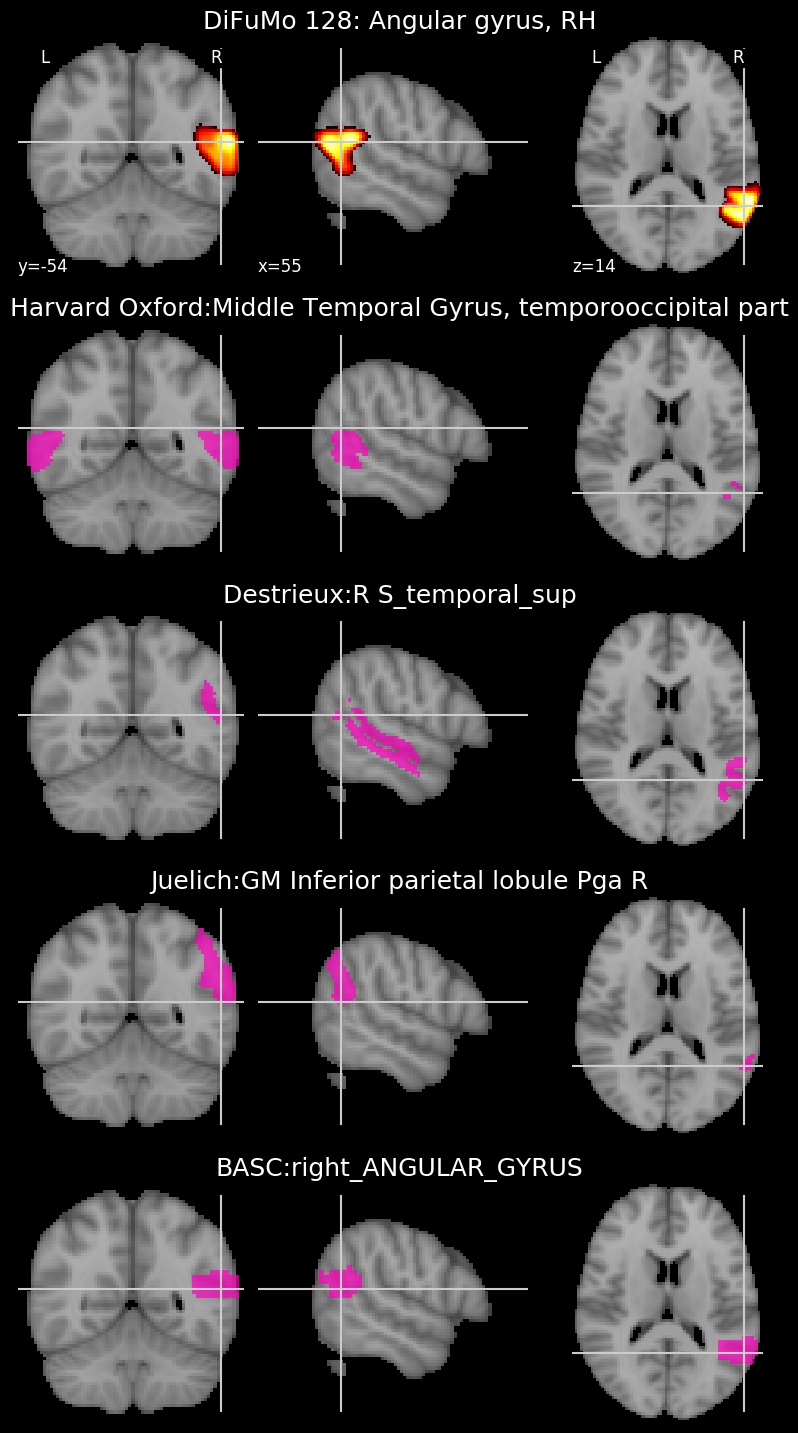 DiFuMo 128: Angular gyrus, RH
L R L R
y=-54 x=55 z=14
Harvard Oxford:Middle Temporal Gyrus, temporooccipital part
Destrieux:R S_temporal_sup
Juelich:GM Inferior parietal lobule Pga R
BASC:right_ANGULAR_GYRUS